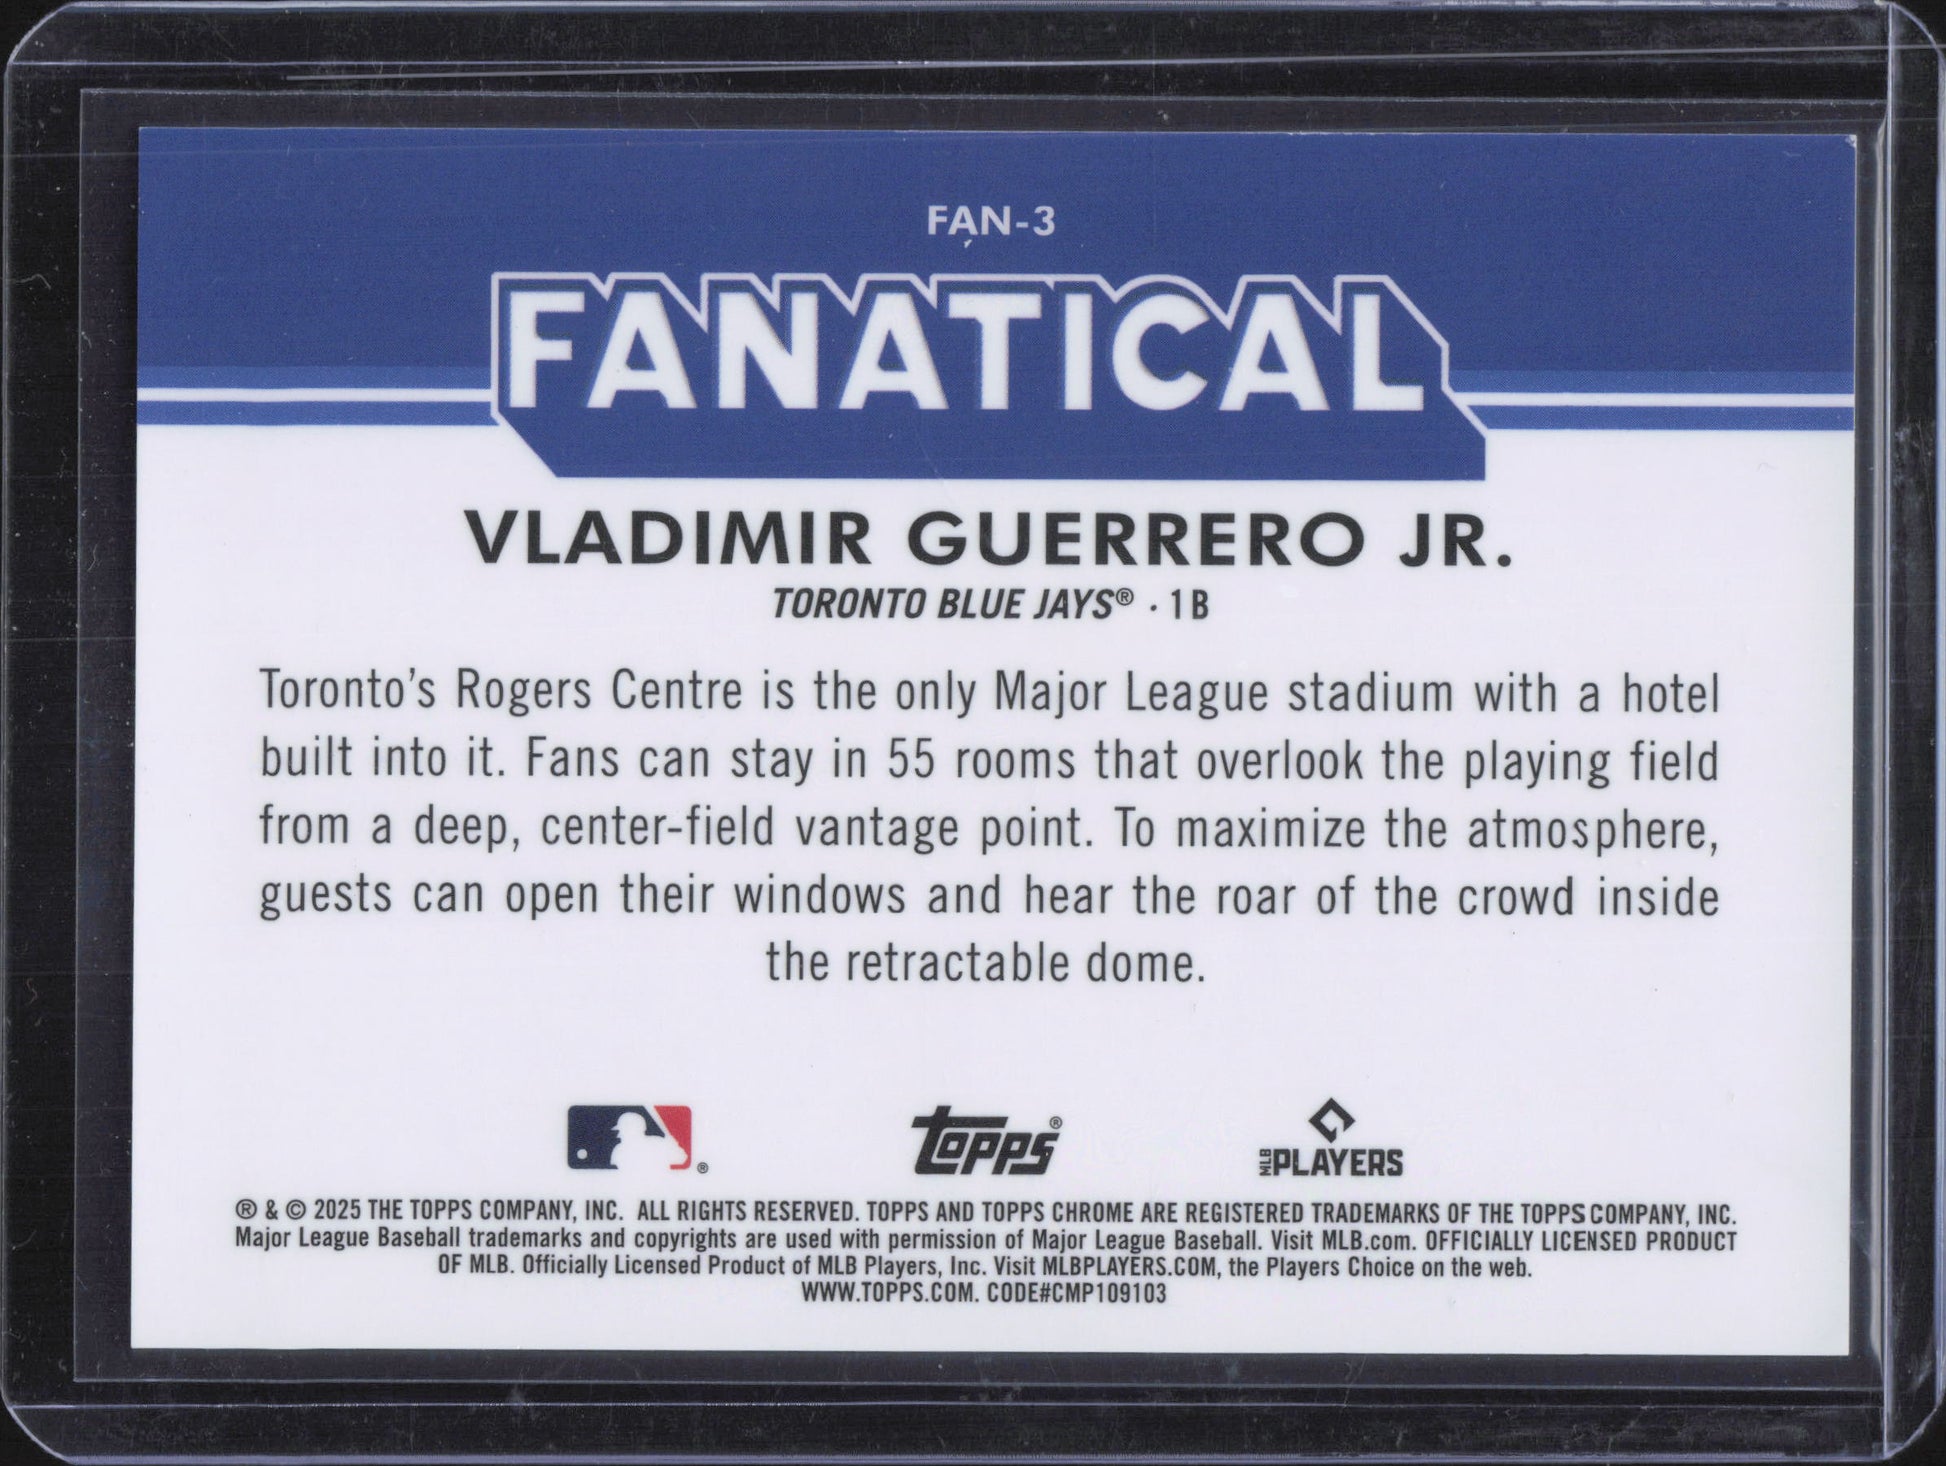 FAN-3
FANATICAL
VLADIMIR GUERRERO JR.
TORONTO BLUE JAYS® · 1B
Toronto's Rogers Centre is the only Major League stadium with a hotel
built into it. Fans can stay in 55 rooms that overlook the playing field
from a deep, center-field vantage point. To maximize the atmosphere,
guests can open their windows and hear the roar of the crowd inside
the retractable dome.
®
TOPPS®
MLB PLAYERS
® & © 2025 THE TOPPS COMPANY, INC. ALL RIGHTS RESERVED. TOPPS AND TOPPS CHROME ARE REGISTERED TRADEMARKS OF THE TOPPS COMPANY, INC.
Major League Baseball trademarks and copyrights are used with permission of Major League Baseball. Visit MLB.com. OFFICIALLY LICENSED PRODUCT
OF MLB. Officially Licensed Product of MLB Players, Inc. Visit MLBPLAYERS.COM, the Players Choice on the web.
WWW.TOPPS.COM. CODE#CMP109103